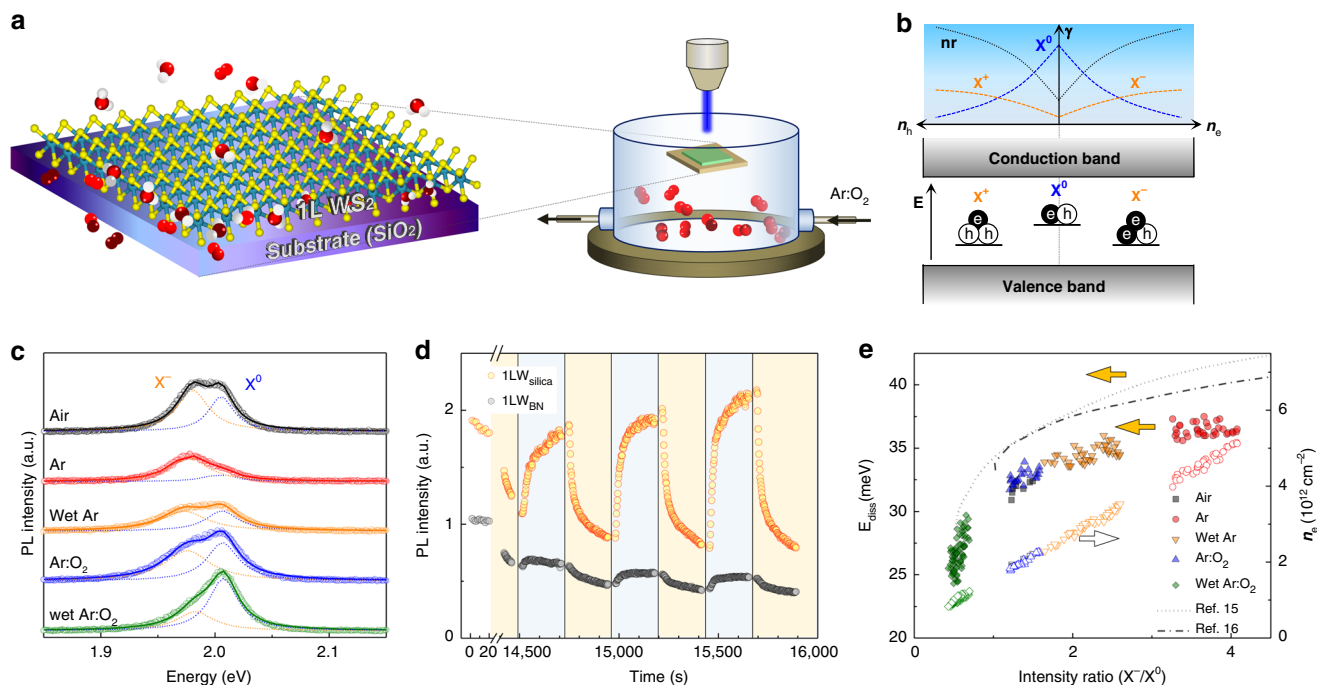 a
1L WS2
Substrate (SiO2)
Ar:O2
b
γ
nr
X0
X+
X−
nh
ne
Conduction band
E
X+
X0
X−
e
h h
e h
e
e h
Valence band
c
X−
X0
Air
Ar
Wet Ar
Ar:O2
wet Ar:O2
PL intensity (a.u.)
1.9
2.0
2.1
Energy (eV)
d
1LWsilica
1LWBN
PL intensity (a.u.)
2
1
0
0 20 14,500 15,000 15,500 16,000
Time (s)
e
Ediss (meV)
40
35
30
25
20
6
4
2
0
ne (10^12 cm−2)
Air
Ar
Wet Ar
Ar:O2
Wet Ar:O2
Ref. 15
Ref. 16
0 2 4
Intensity ratio (X−/X0)